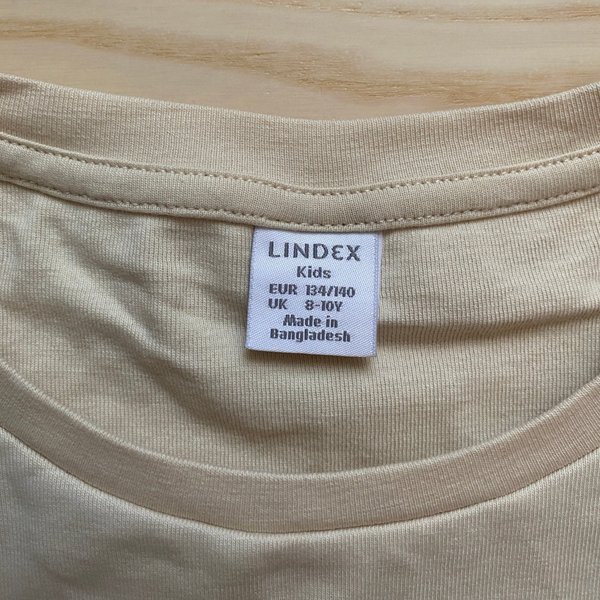 LINDEX
Kids
EUR 134/140
UK 8-10Y
Made in
Bangladesh